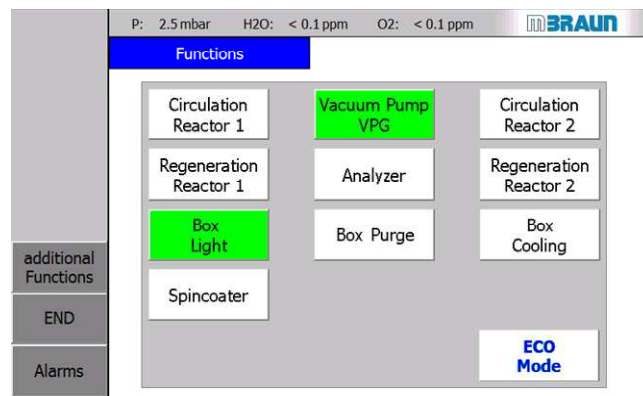 P: 2.5 mbar H2O: < 0.1 ppm O2: < 0.1 ppm mBRAUN
Functions
Circulation
Reactor 1
Vacuum Pump
VPG
Circulation
Reactor 2
Regeneration
Reactor 1
Analyzer
Regeneration
Reactor 2
Box
Light
Box Purge
Box
Cooling
Spincoater
ECO
Mode
additional
Functions
END
Alarms